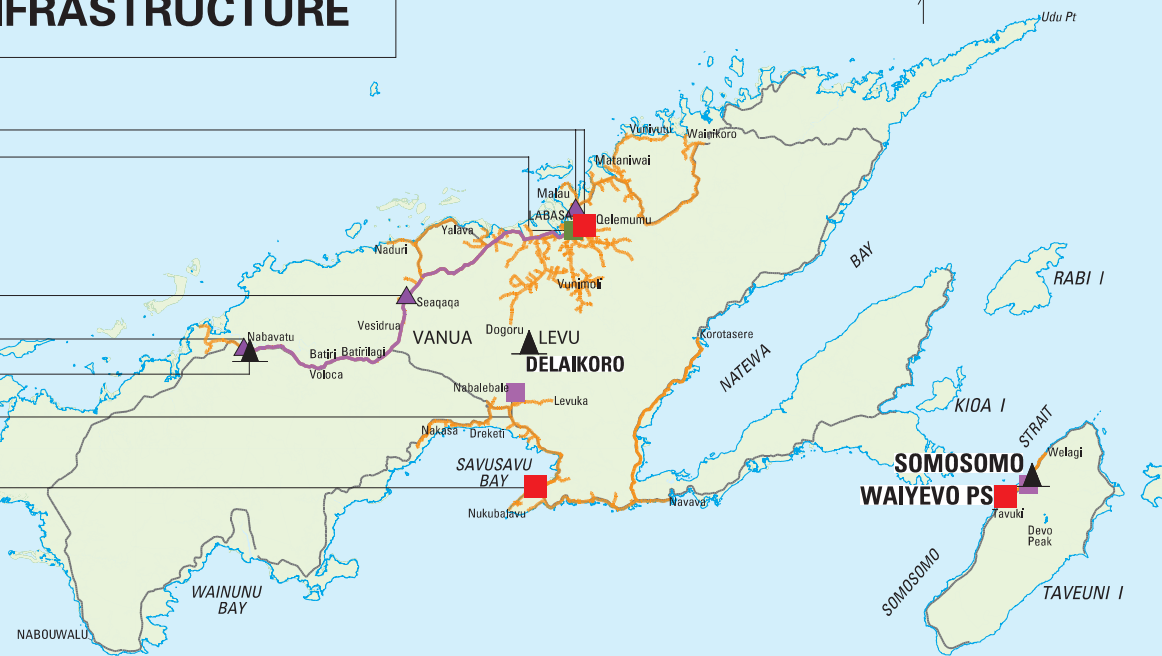 FRASTRUCTURE
Udu Pt
Vunivutu
Wainikoro
Mataniwai
Malau
LABASA
Qelemumu
Yalava
Naduri
BAY
RABI I
Vunimoli
Seaqaqa
Vesidrua
VANUA
Dogoru
LEVU
Korotasere
Nabavatu
Batiri
Batirilagi
Voloca
DELAIKORO
NATEWA
Nabalebale
Levuka
KIOA I
STRAIT
Nakasa
Dreketi
Welagi
SAVUSAVU
BAY
SOMOSOMO
WAIYEVO PS
Nukubalavu
Navava
Tavuki
Devo
Peak
SOMOSOMO
WAINUNU
BAY
TAVEUNI I
NABOUWALU